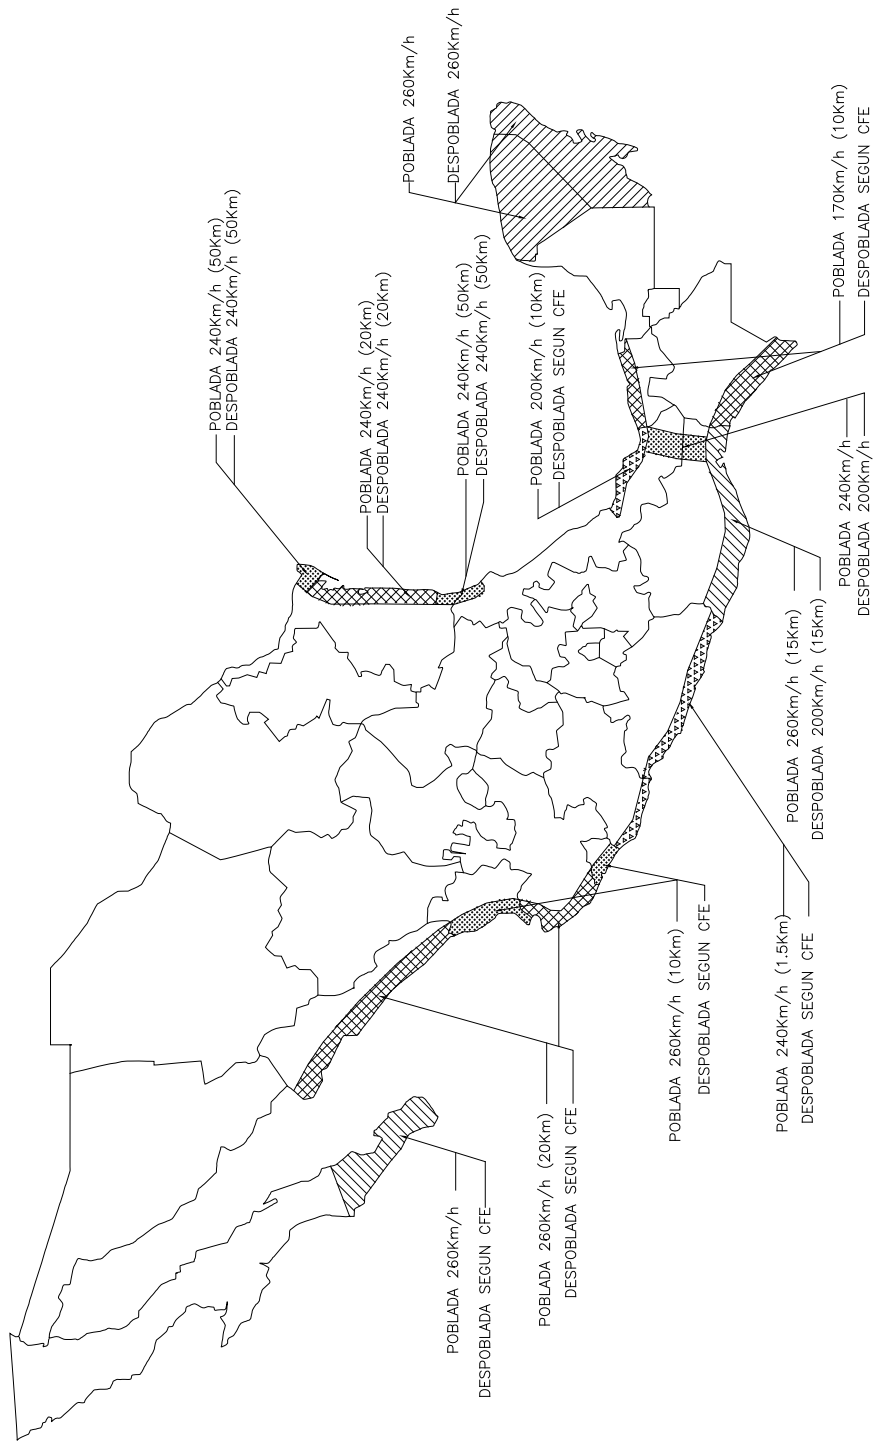 POBLADA 260Km/h
DESPOBLADA 260Km/h
POBLADA 240Km/h (50Km)
DESPOBLADA 240Km/h (50Km)
POBLADA 240Km/h (20Km)
DESPOBLADA 240Km/h (20Km)
POBLADA 240Km/h (50Km)
DESPOBLADA 240Km/h (50Km)
POBLADA 200Km/h (10Km)
DESPOBLADA SEGUN CFE
POBLADA 170Km/h (10Km)
DESPOBLADA SEGUN CFE
POBLADA 240Km/h
DESPOBLADA 200Km/h
POBLADA 260Km/h (15Km)
DESPOBLADA 200Km/h (15Km)
POBLADA 240Km/h (1.5Km)
DESPOBLADA SEGUN CFE
POBLADA 260Km/h (10Km)
DESPOBLADA SEGUN CFE
POBLADA 260Km/h (20Km)
DESPOBLADA SEGUN CFE
POBLADA 260Km/h
DESPOBLADA SEGUN CFE